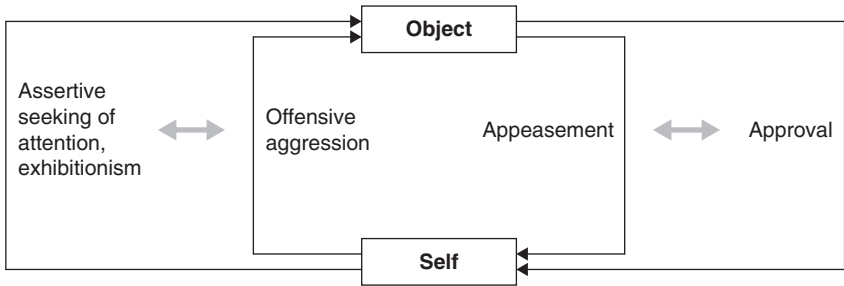 Object
Assertive
seeking of
attention,
exhibitionism
Offensive
aggression
Appeasement
Approval
Self